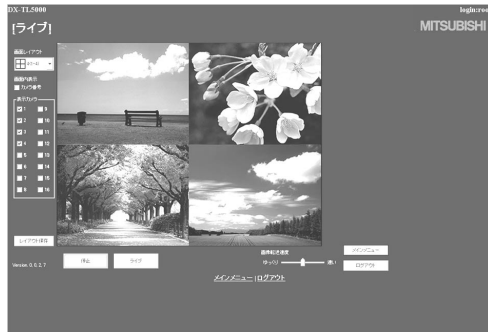 DX-TL5000
login:roo
[ライブ]
MITSUBISHI
画面レイアウト
画面内表示
カメラ番号
表示カメラ
1 9
2 10
3 11
4 12
5 13
6 14
7 15
8 16
レイアウト保存
停止
ライブ
画像転送速度
ゆっくり
速い
メインメニュー
ログアウト
Version. 0, 8, 2, 7
メインメニュー | ログアウト